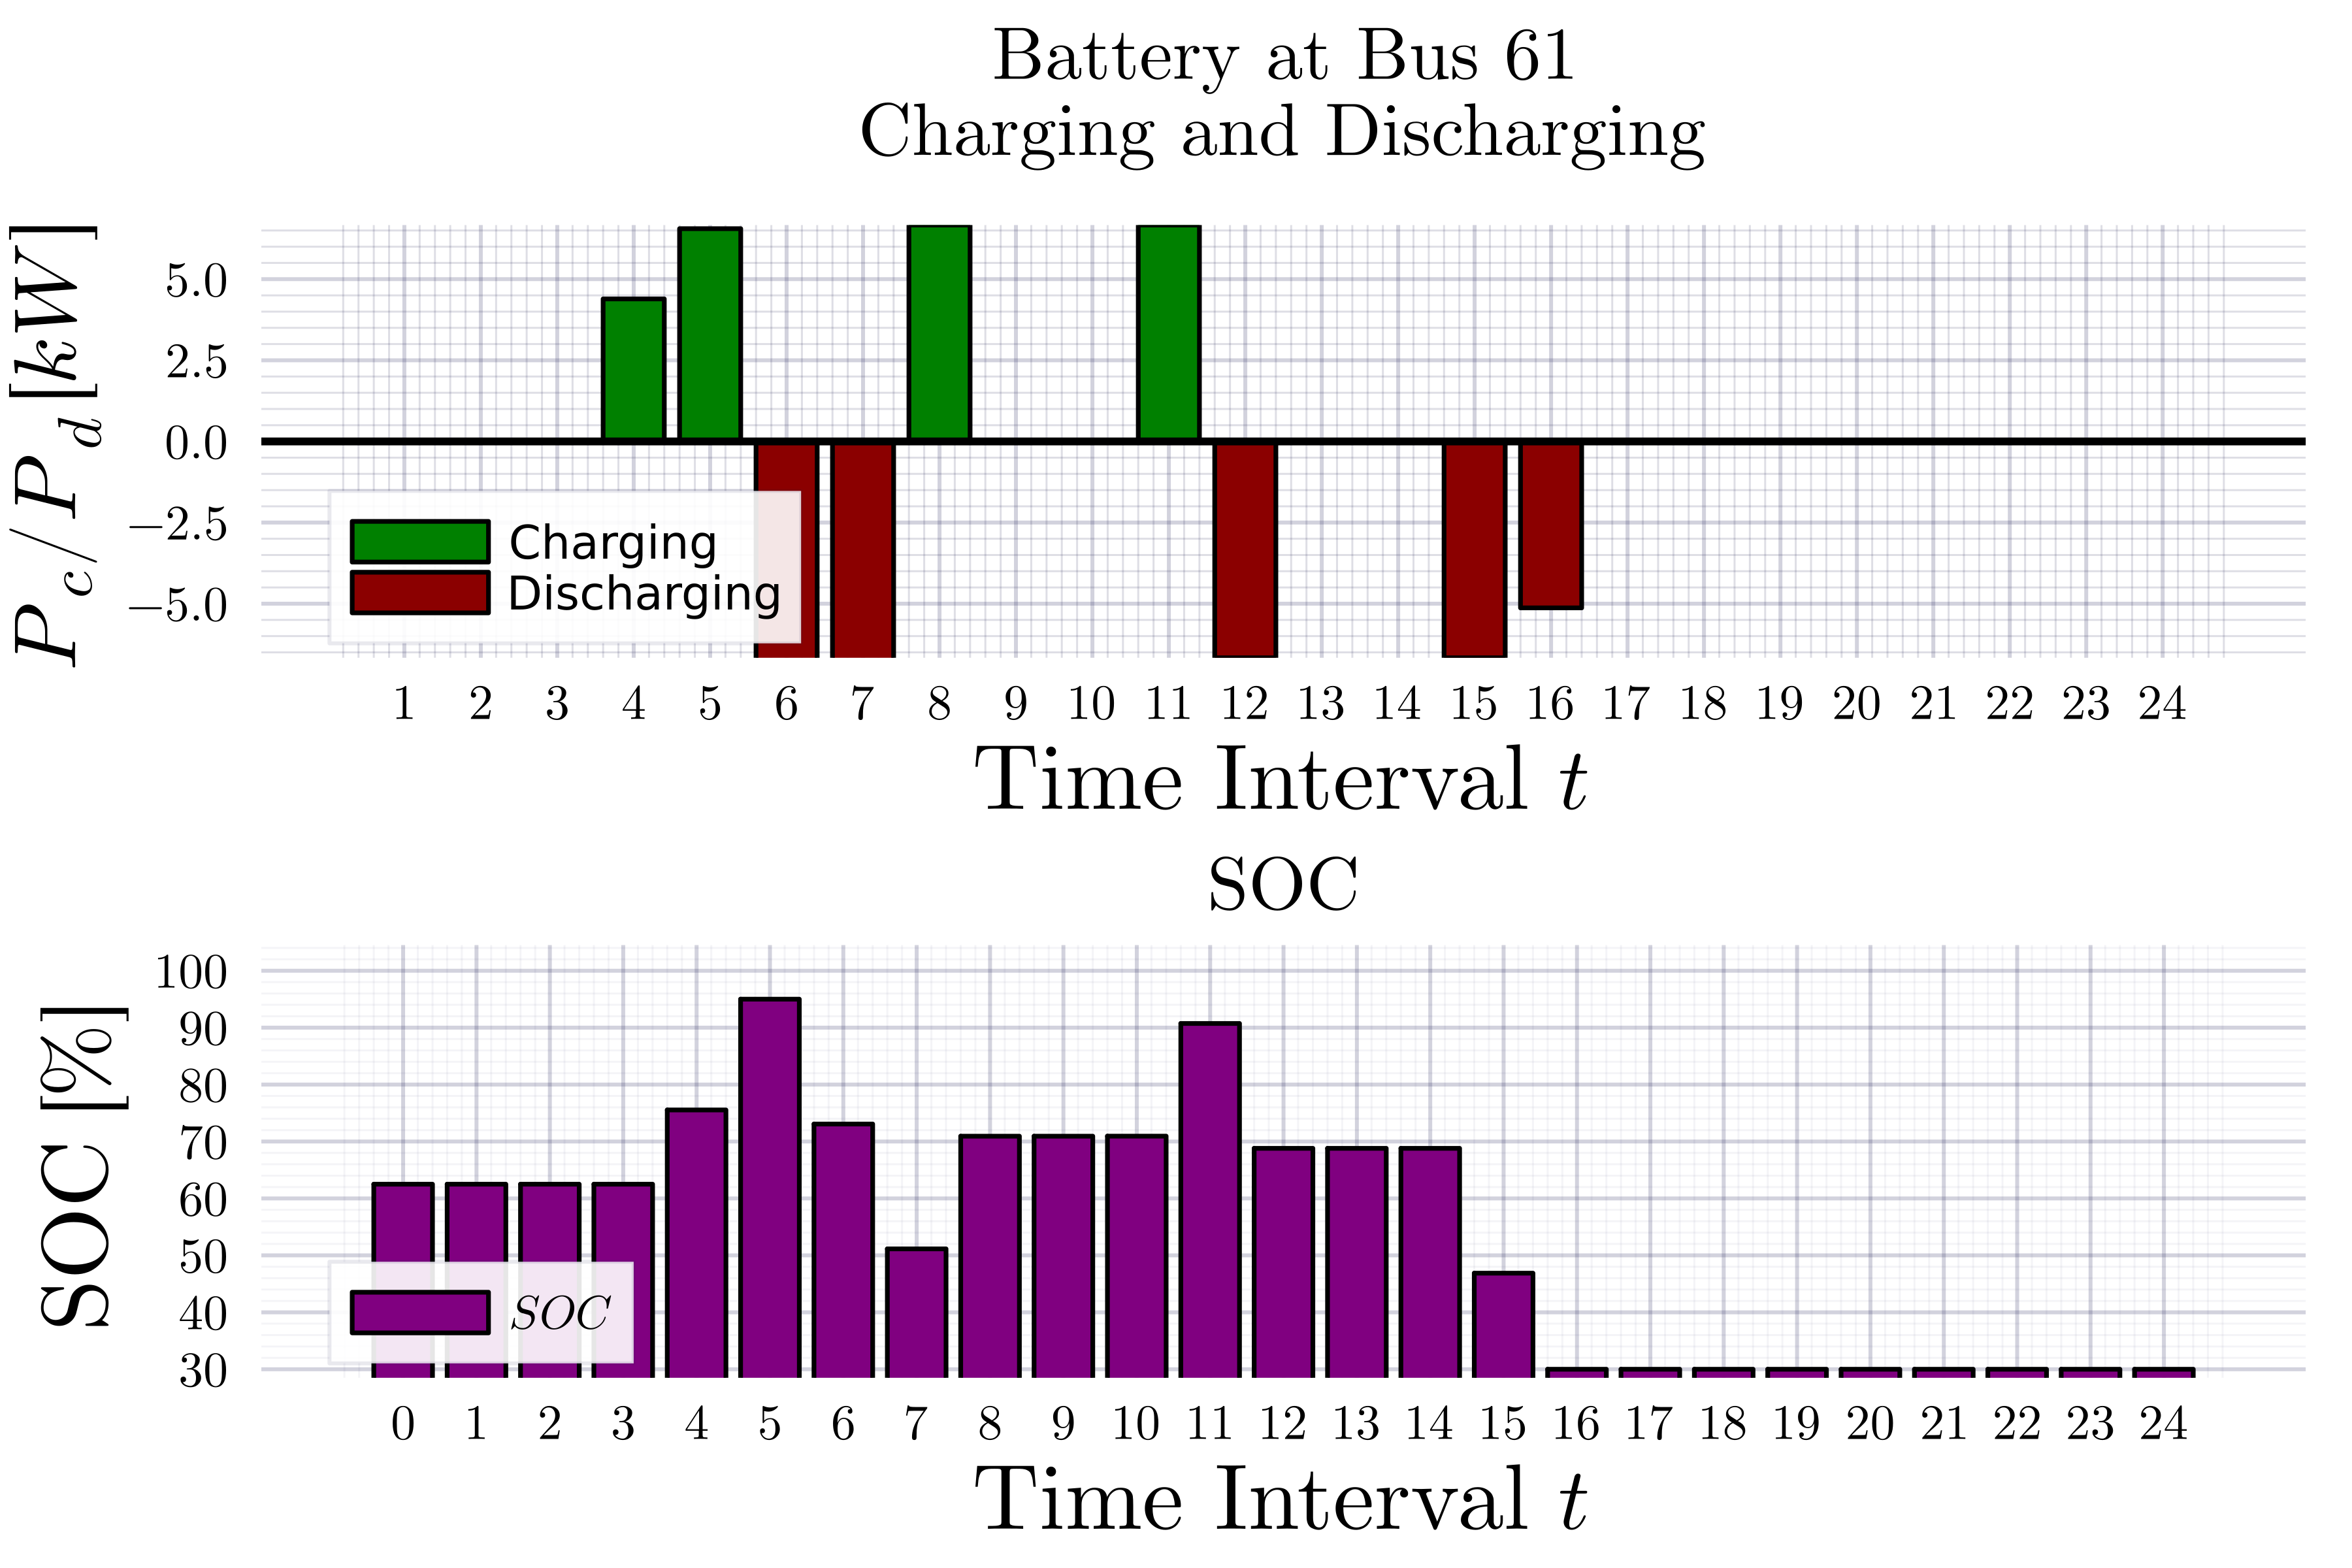 Battery at Bus 61
Charging and Discharging
P_c/P_d [kW]
5.0
2.5
0.0
−2.5
−5.0
Charging
Discharging
1 2 3 4 5 6 7 8 9 10 11 12 13 14 15 16 17 18 19 20 21 22 23 24
Time Interval t
SOC
SOC [%]
100
90
80
70
60
50
40
30
SOC
0 1 2 3 4 5 6 7 8 9 10 11 12 13 14 15 16 17 18 19 20 21 22 23 24
Time Interval t